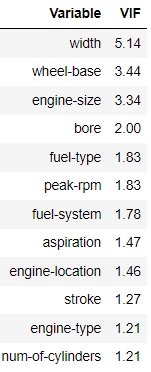 Variable VIF
width 5.14
wheel-base 3.44
engine-size 3.34
bore 2.00
fuel-type 1.83
peak-rpm 1.83
fuel-system 1.78
aspiration 1.47
engine-location 1.46
stroke 1.27
engine-type 1.21
num-of-cylinders 1.21